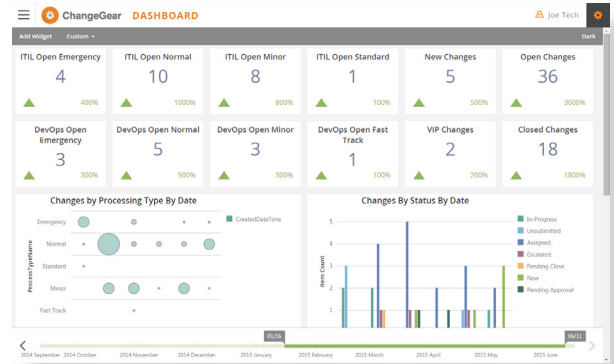 ChangeGear DASHBOARD
Joe Tech
Add Widget Custom
Dark
ITIL Open Emergency
4
400%
ITIL Open Normal
10
1000%
ITIL Open Minor
8
800%
ITIL Open Standard
1
100%
New Changes
5
500%
Open Changes
36
3600%
DevOps Open
Emergency
3
300%
DevOps Open Normal
5
500%
DevOps Open Minor
3
300%
DevOps Open Fast
Track
1
100%
VIP Changes
2
200%
Closed Changes
18
1800%
Changes by Processing Type By Date
ProcessTypeName
Emergency
Normal
Standard
Minor
Fast Track
CreatedDateTime
Changes By Status By Date
Item Count
5
4
3
2
1
In-Progress
Unsubmitted
Assigned
Escalated
Pending Close
New
Pending Approval
01/16
06/11
2014 September 2014 October 2014 November 2014 December 2015 January 2015 February 2015 March 2015 April 2015 May 2015 June